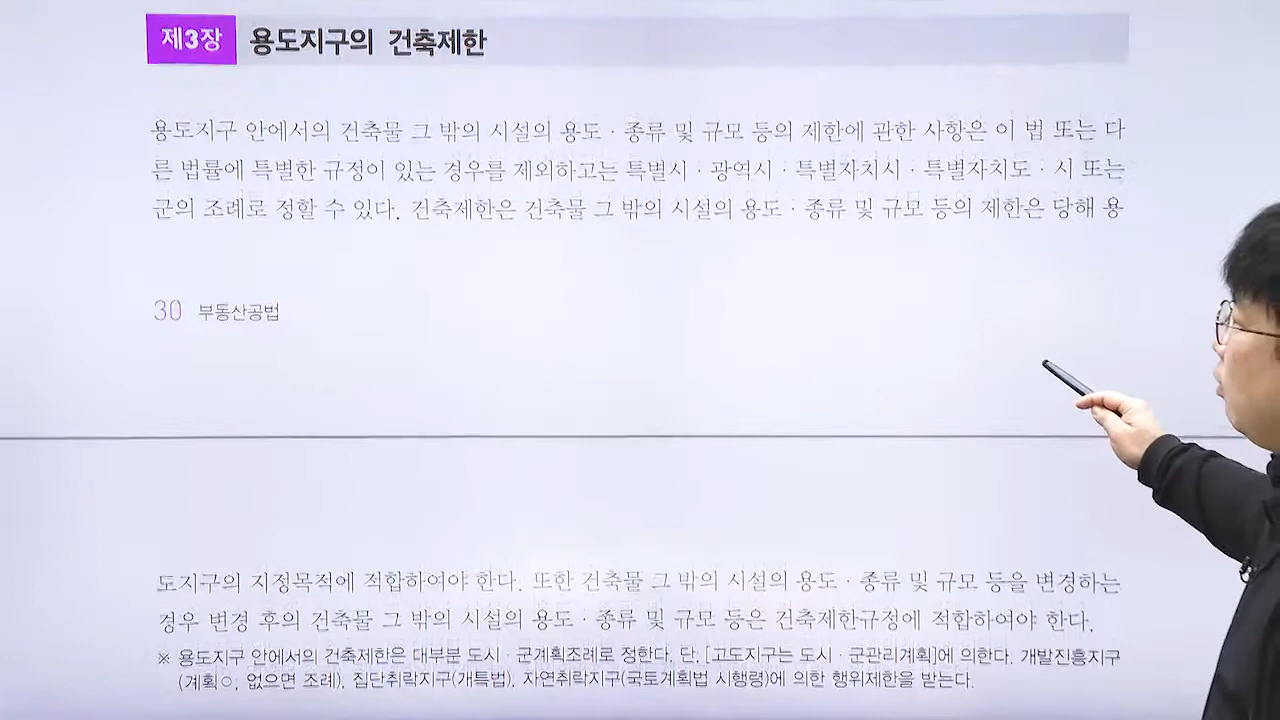 제3장 용도지구의 건축제한
용도지구 안에서의 건축물 그 밖의 시설의 용도 · 종류 및 규모 등의 제한에 관한 사항은 이 법 또는 다
른 법률에 특별한 규정이 있는 경우를 제외하고는 특별시 · 광역시 · 특별자치시 · 특별자치도 · 시 또는
군의 조례로 정할 수 있다. 건축제한은 건축물 그 밖의 시설의 용도 · 종류 및 규모 등의 제한은 당해 용
30 부동산공법
도지구의 지정목적에 적합하여야 한다. 또한 건축물 그 밖의 시설의 용도 · 종류 및 규모 등을 변경하는
경우 변경 후의 건축물 그 밖의 시설의 용도 · 종류 및 규모 등은 건축제한규정에 적합하여야 한다.
※ 용도지구 안에서의 건축제한은 대부분 도시 · 군계획조례로 정한다. 단, [고도지구는 도시 · 군관리계획]에 의한다. 개발진흥지구
(계획○, 없으면 조례), 집단취락지구(개특법), 자연취락지구(국토계획법 시행령)에 의한 행위제한을 받는다.